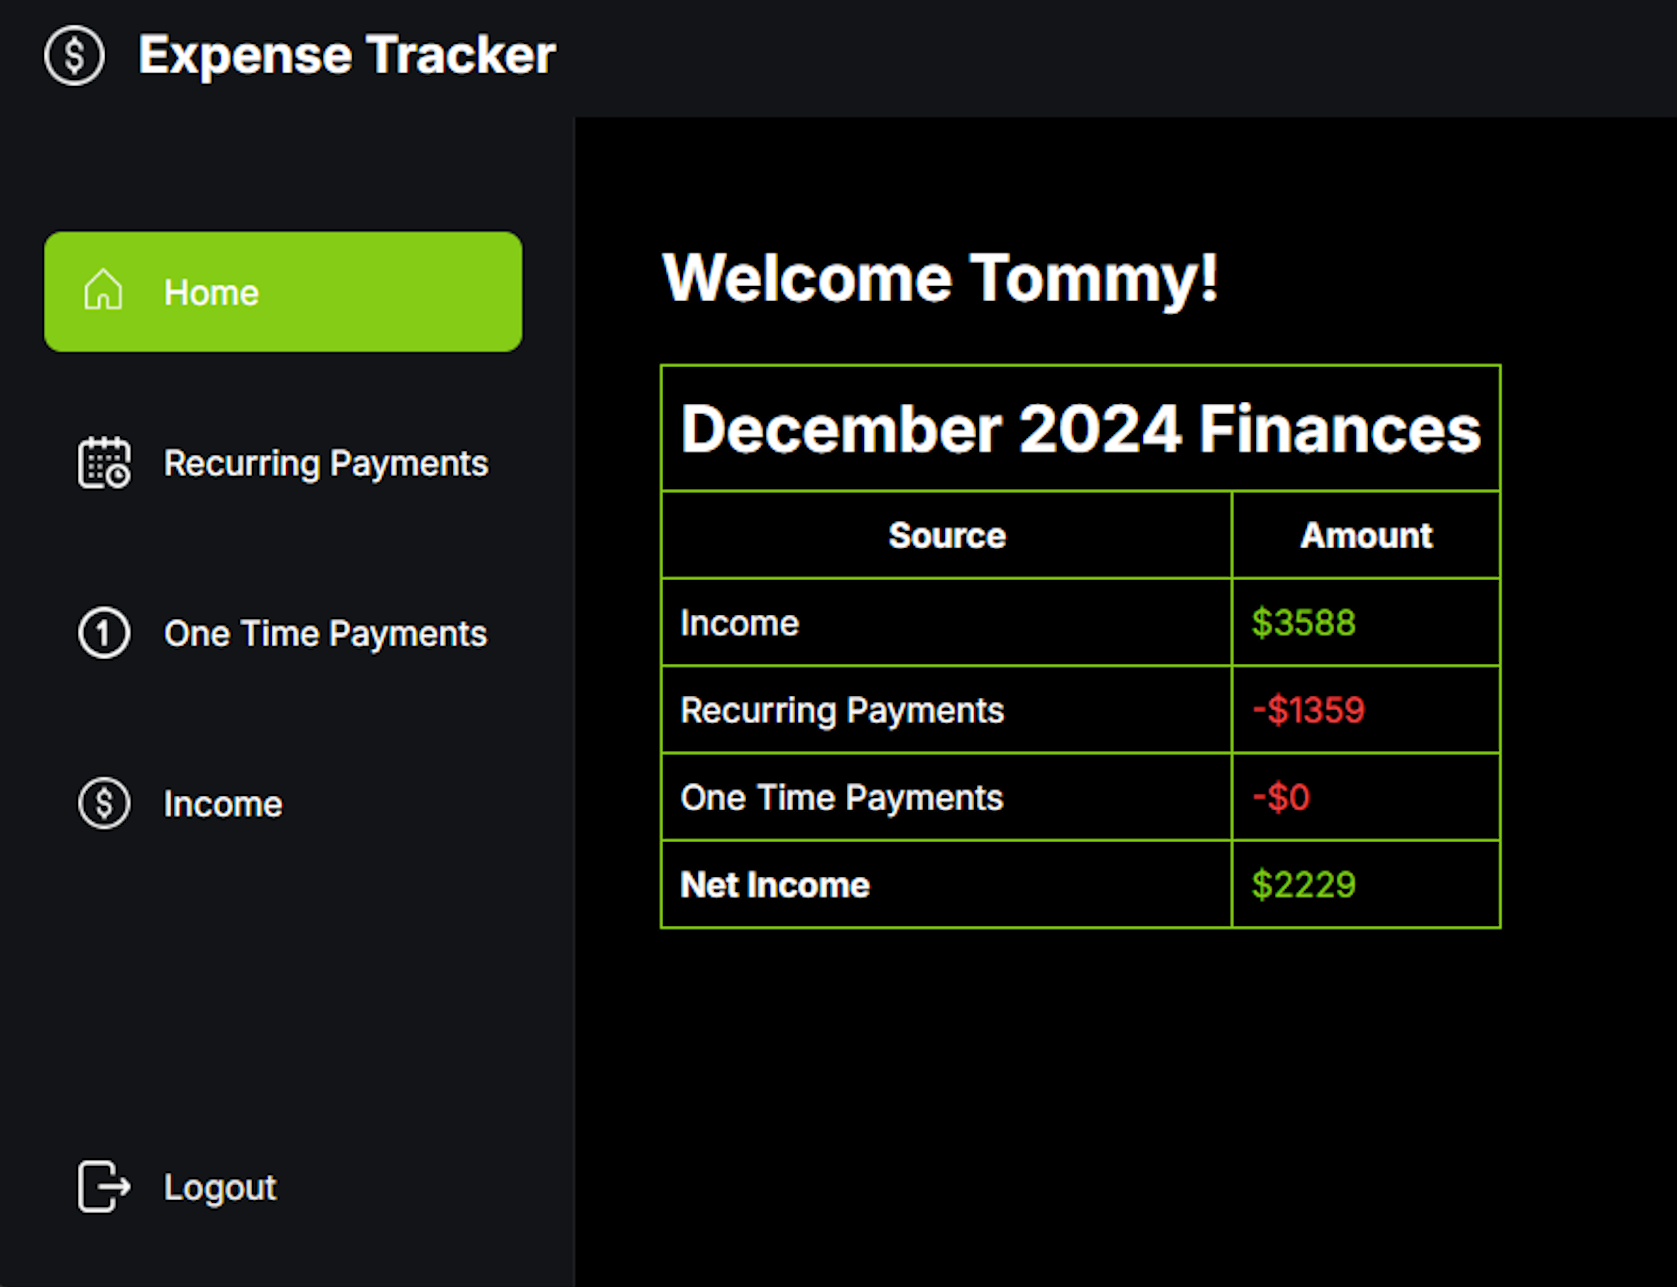 Expense Tracker
Home
Recurring Payments
One Time Payments
Income
Logout
Welcome Tommy!
December 2024 Finances
Source Amount
Income $3588
Recurring Payments -$1359
One Time Payments -$0
Net Income $2229